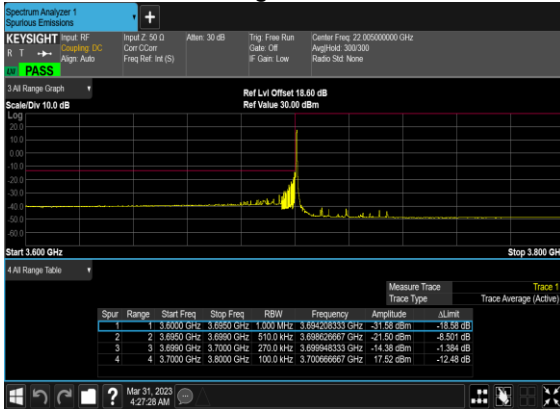 Spectrum Analyzer 1
Spurious Emissions
+
KEYSIGHT Input: RF Input Z: 50 Ω Atten: 30 dB Trig: Free Run Center Freq: 22.005000000 GHz
R T Coupling: DC Corr CCorr Gate: Off Avg|Hold: 300/300
Align: Auto Freq Ref: Int (S) IF Gain: Low Radio Std: None
PASS
3 All Range Graph
Ref Lvl Offset 18.60 dB
Scale/Div 10.0 dB Ref Value 30.00 dBm
Log
20.0
10.0
0.00
-10.0
-20.0
-30.0
-40.0
-50.0
-60.0
Start 3.600 GHz Stop 3.800 GH
4 All Range Table
Measure Trace Trace 1
Trace Type Trace Average (Active)
Spur Range Start Freq Stop Freq RBW Frequency Amplitude ΔLimit
1 1 3.6000 GHz 3.6950 GHz 1.000 MHz 3.694208333 GHz -31.58 dBm -18.58 dB
2 2 3.6950 GHz 3.6990 GHz 510.0 kHz 3.698626667 GHz -21.50 dBm -8.501 dB
3 3 3.6990 GHz 3.7000 GHz 270.0 kHz 3.699948333 GHz -14.38 dBm -1.384 dB
4 4 3.7000 GHz 3.8000 GHz 100.0 kHz 3.700666667 GHz 17.52 dBm -12.48 dB
?
Mar 31, 2023
4:27:28 AM